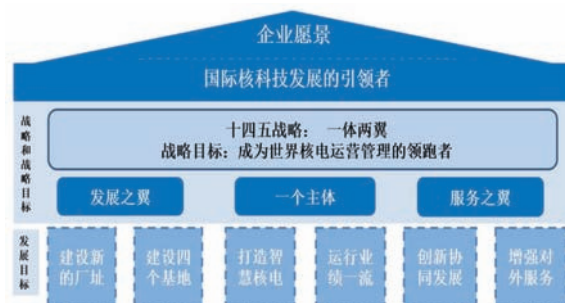 企业愿景
国际核科技发展的引领者
战略和战略目标
十四五战略： 一体两翼
战略目标：成为世界核电运营管理的领跑者
发展之翼
一个主体
服务之翼
发展目标
建设新
的厂址
建设四
个基地
打造智
慧核电
运行业
绩一流
创新协
同发展
增强对
外服务